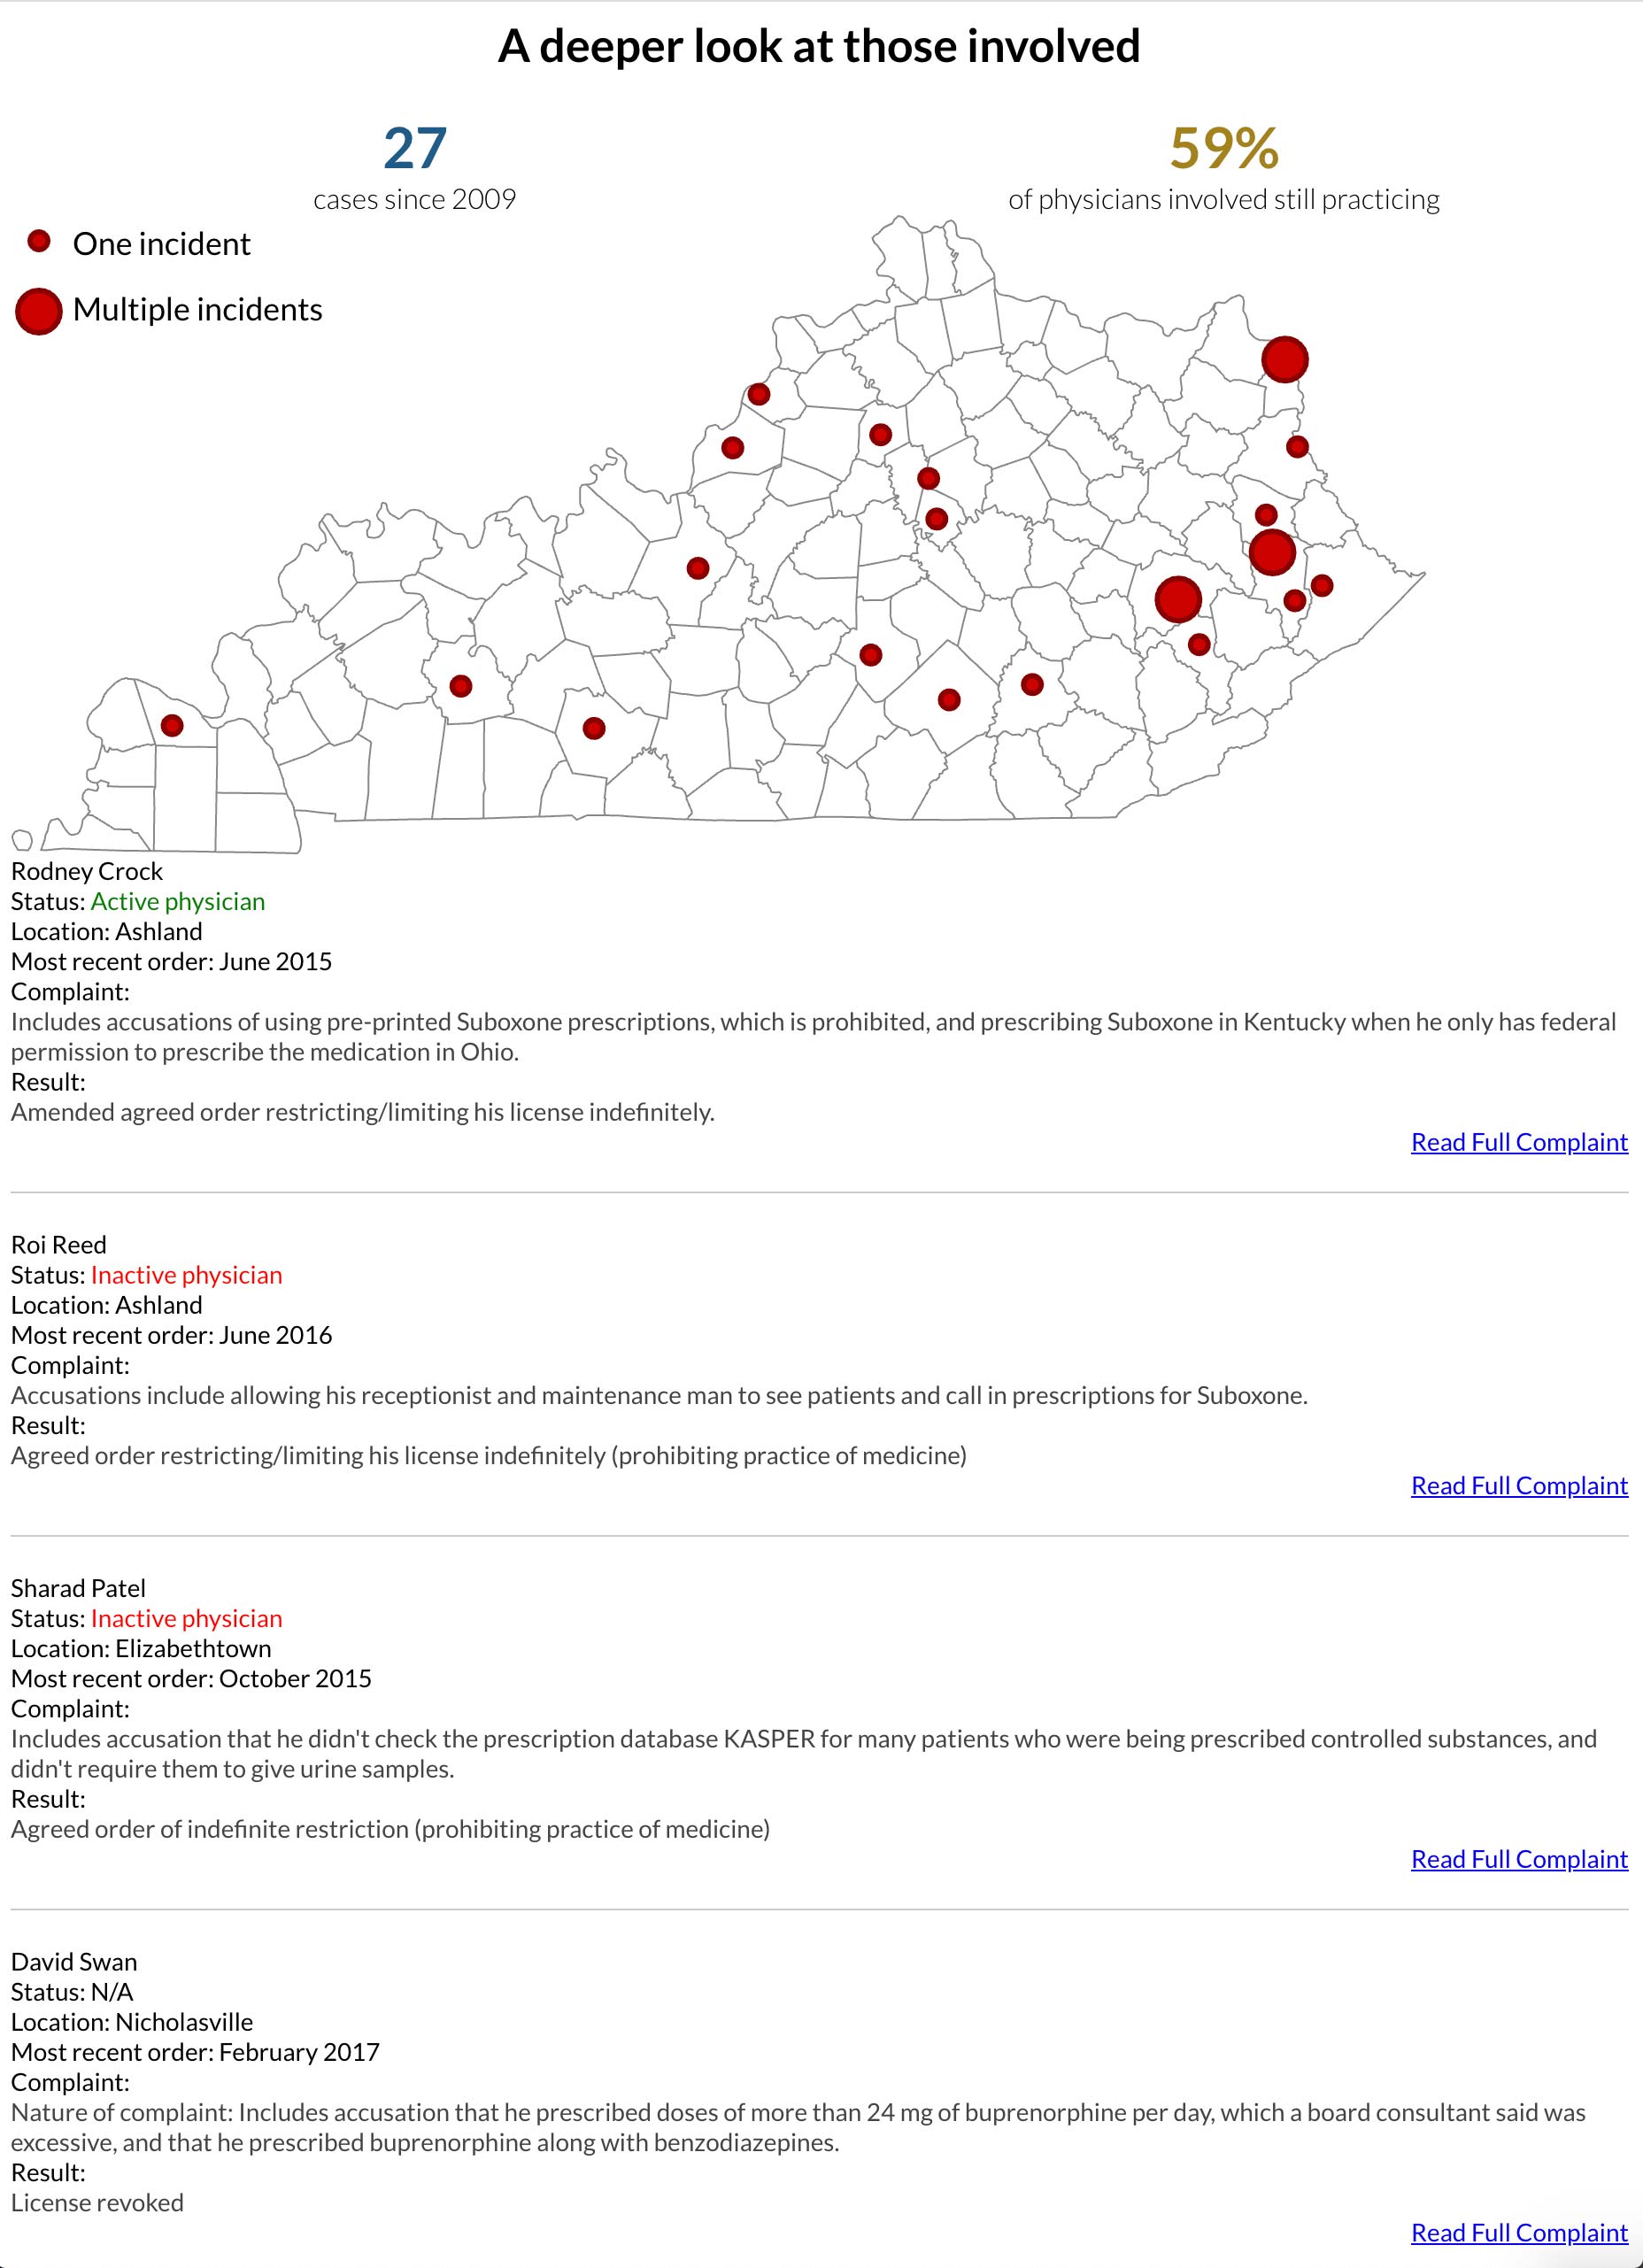 A deeper look at those involved
27
cases since 2009
59%
of physicians involved still practicing
One incident
Multiple incidents
Rodney Crock
Status: Active physician
Location: Ashland
Most recent order: June 2015
Complaint:
Includes accusations of using pre-printed Suboxone prescriptions, which is prohibited, and prescribing Suboxone in Kentucky when he only has federal
permission to prescribe the medication in Ohio.
Result:
Amended agreed order restricting/limiting his license indefinitely.
Read Full Complaint
Roi Reed
Status: Inactive physician
Location: Ashland
Most recent order: June 2016
Complaint:
Accusations include allowing his receptionist and maintenance man to see patients and call in prescriptions for Suboxone.
Result:
Agreed order restricting/limiting his license indefinitely (prohibiting practice of medicine)
Read Full Complaint
Sharad Patel
Status: Inactive physician
Location: Elizabethtown
Most recent order: October 2015
Complaint:
Includes accusation that he didn't check the prescription database KASPER for many patients who were being prescribed controlled substances, and
didn't require them to give urine samples.
Result:
Agreed order of indefinite restriction (prohibiting practice of medicine)
Read Full Complaint
David Swan
Status: N/A
Location: Nicholasville
Most recent order: February 2017
Complaint:
Nature of complaint: Includes accusation that he prescribed doses of more than 24 mg of buprenorphine per day, which a board consultant said was
excessive, and that he prescribed buprenorphine along with benzodiazepines.
Result:
License revoked
Read Full Complaint